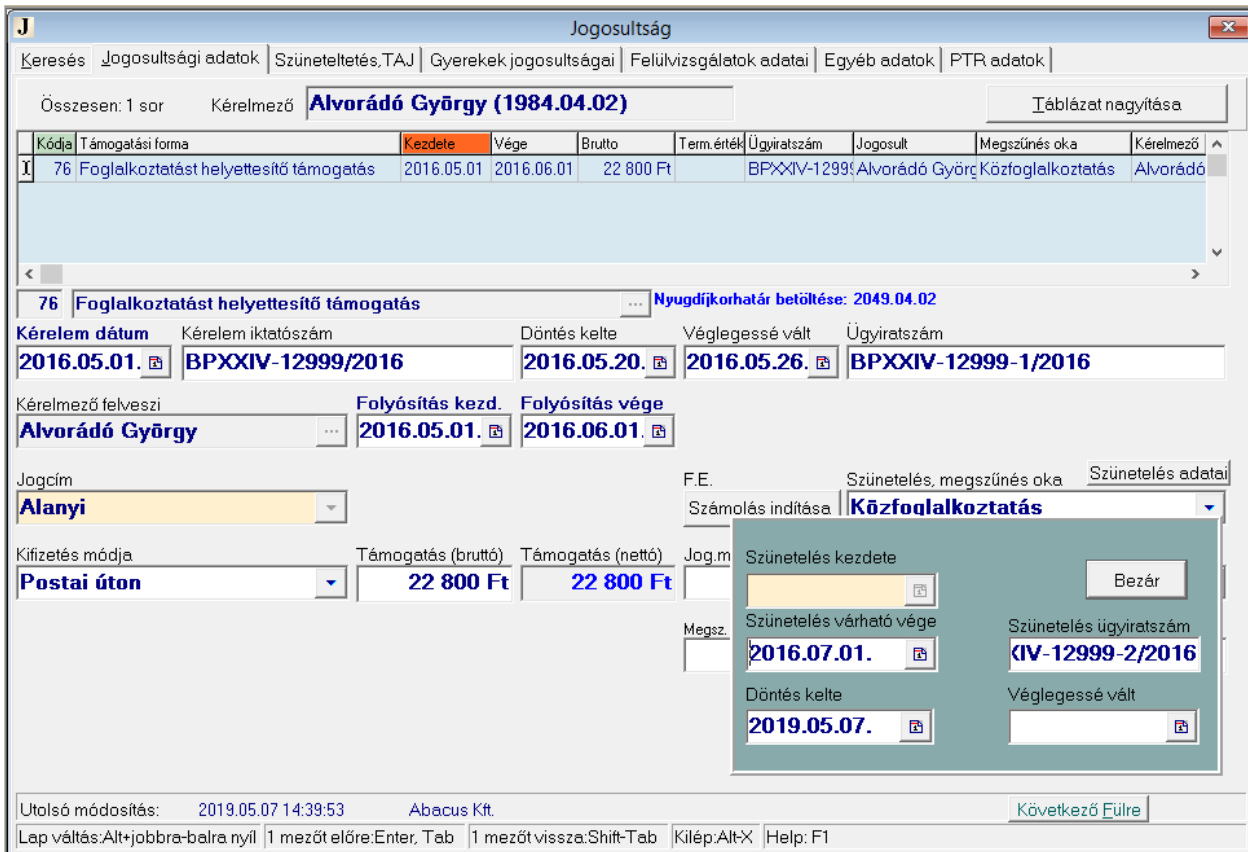 J Jogosultság
Keresés Jogosultsági adatok Szüneteltetés,TAJ Gyerekek jogosultságai Felülvizsgálatok adatai Egyéb adatok PTR adatok
Összesen: 1 sor Kérelmező Alvorádó György (1984.04.02) Táblázat nagyítása
Kódja Támogatási forma Kezdete Vége Brutto Term.érték Ügyiratszám Jogosult Megszűnés oka Kérelmező
76 Foglalkoztatást helyettesítő támogatás 2016.05.01 2016.06.01 22 800 Ft BPXXIV-1299 Alvorádó Györg Közfoglalkoztatás Alvorádó
76 Foglalkoztatást helyettesítő támogatás ... Nyugdíjkorhatár betöltése: 2049.04.02
Kérelem dátum Kérelem iktatószám Döntés kelte Véglegessé vált Ügyiratszám
2016.05.01. BPXXIV-12999/2016 2016.05.20. 2016.05.26. BPXXIV-12999-1/2016
Kérelmező felveszi Folyósítás kezd. Folyósítás vége
Alvorádó György ... 2016.05.01. 2016.06.01.
Jogcím F.E. Szünetelés, megszűnés oka Szünetelés adatai
Alanyi Számolás indítása Közfoglalkoztatás
Kifizetés módja Támogatás (bruttó) Támogatás (nettó) Jog.m
Postai úton 22 800 Ft 22 800 Ft
Megsz.
Szünetelés kezdete
Bezár
Szünetelés várható vége Szünetelés ügyiratszám
2016.07.01. XIV-12999-2/2016
Döntés kelte Véglegessé vált
2019.05.07.
Utolsó módosítás: 2019.05.07 14:39:53 Abacus Kft. Következő Fülre
Lap váltás:Alt+jobbra-balra nyíl 1 mezőt előre:Enter, Tab 1 mezőt vissza:Shift-Tab Kilép:Alt-X Help: F1